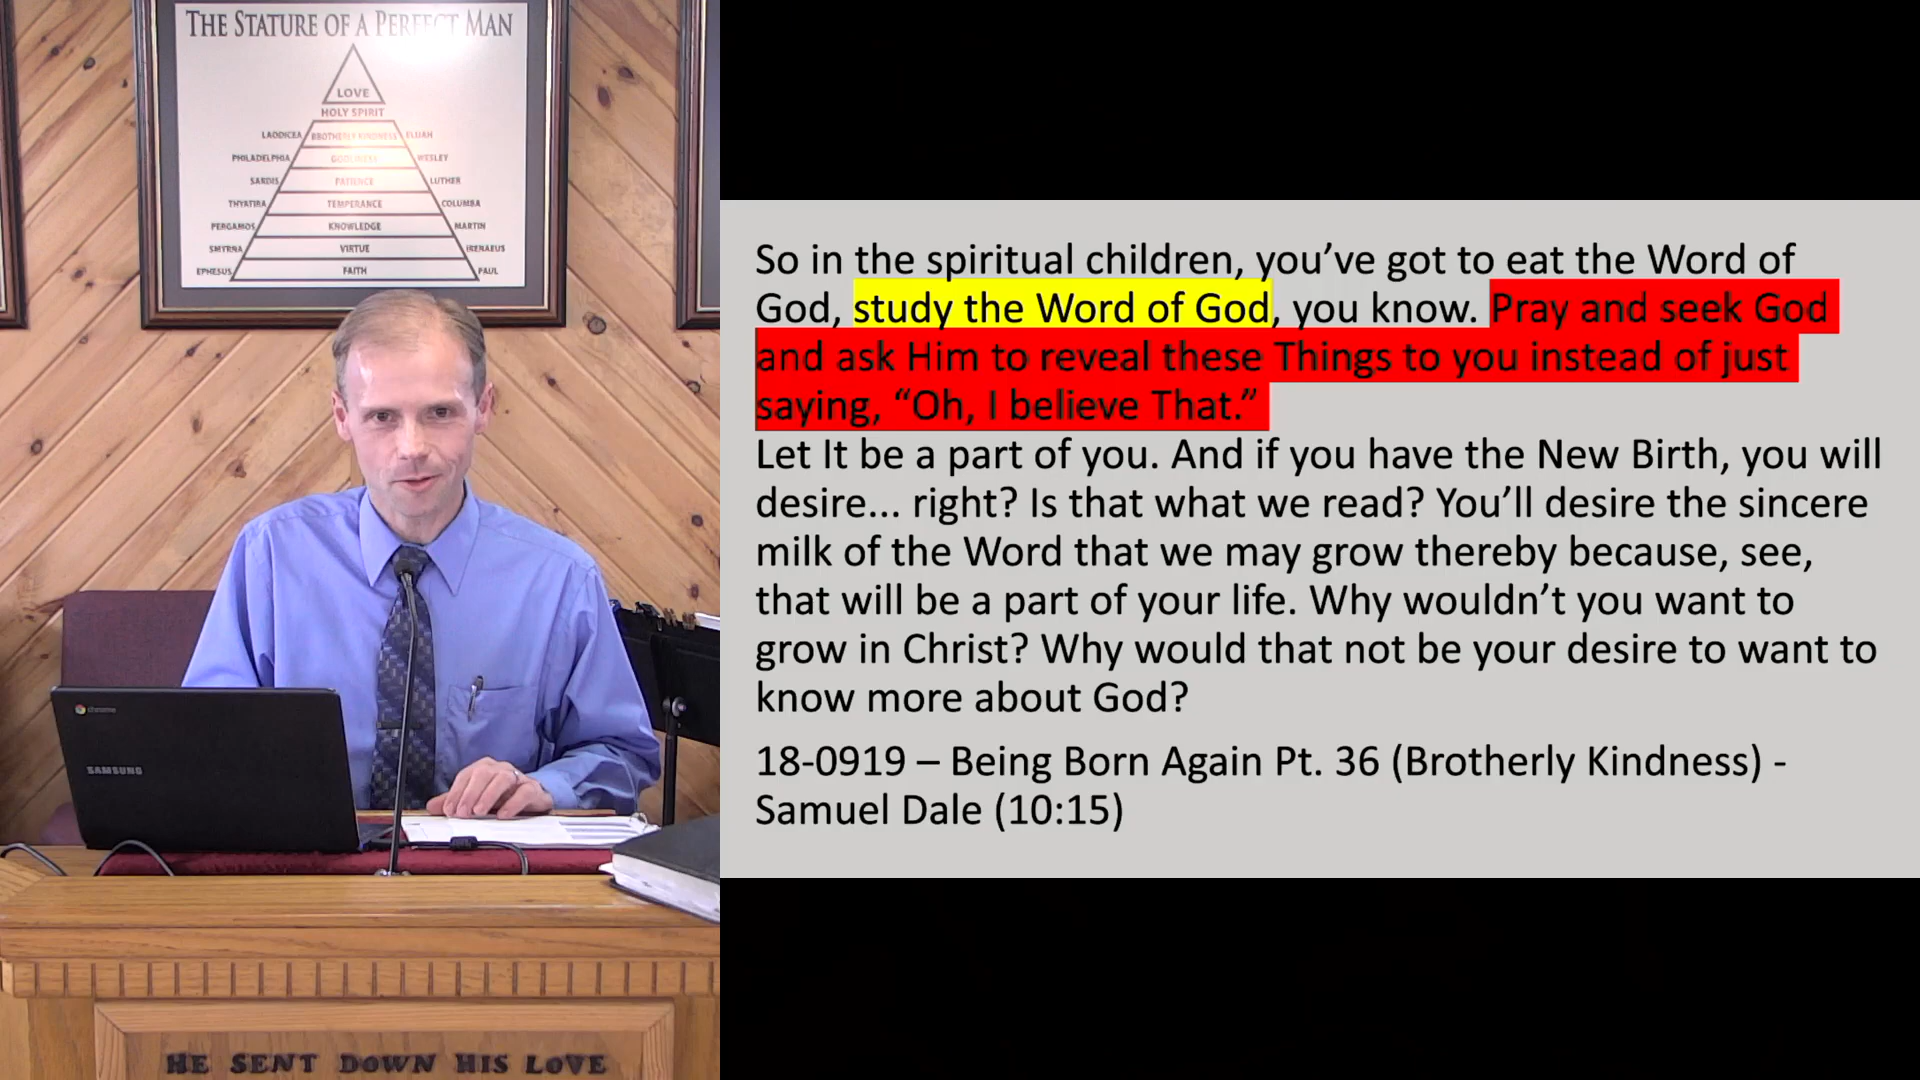 THE STATURE OF A PERFECT MAN
LOVE
HOLY SPIRIT
LAODICEA BROTHERLY KINDNESS ELIJAH
PHILADELPHIA GODLINESS WESLEY
SARDIS PATIENCE LUTHER
THYATIRA TEMPERANCE COLUMBA
PERGAMOS KNOWLEDGE MARTIN
SMYRNA VIRTUE IRENAEUS
EPHESUS FAITH PAUL
chrome
SAMSUNG
HE SENT DOWN HIS LOVE
So in the spiritual children, you’ve got to eat the Word of
God, study the Word of God, you know. Pray and seek God
and ask Him to reveal these Things to you instead of just
saying, “Oh, I believe That.”
Let It be a part of you. And if you have the New Birth, you will
desire... right? Is that what we read? You’ll desire the sincere
milk of the Word that we may grow thereby because, see,
that will be a part of your life. Why wouldn’t you want to
grow in Christ? Why would that not be your desire to want to
know more about God?
18-0919 – Being Born Again Pt. 36 (Brotherly Kindness) -
Samuel Dale (10:15)